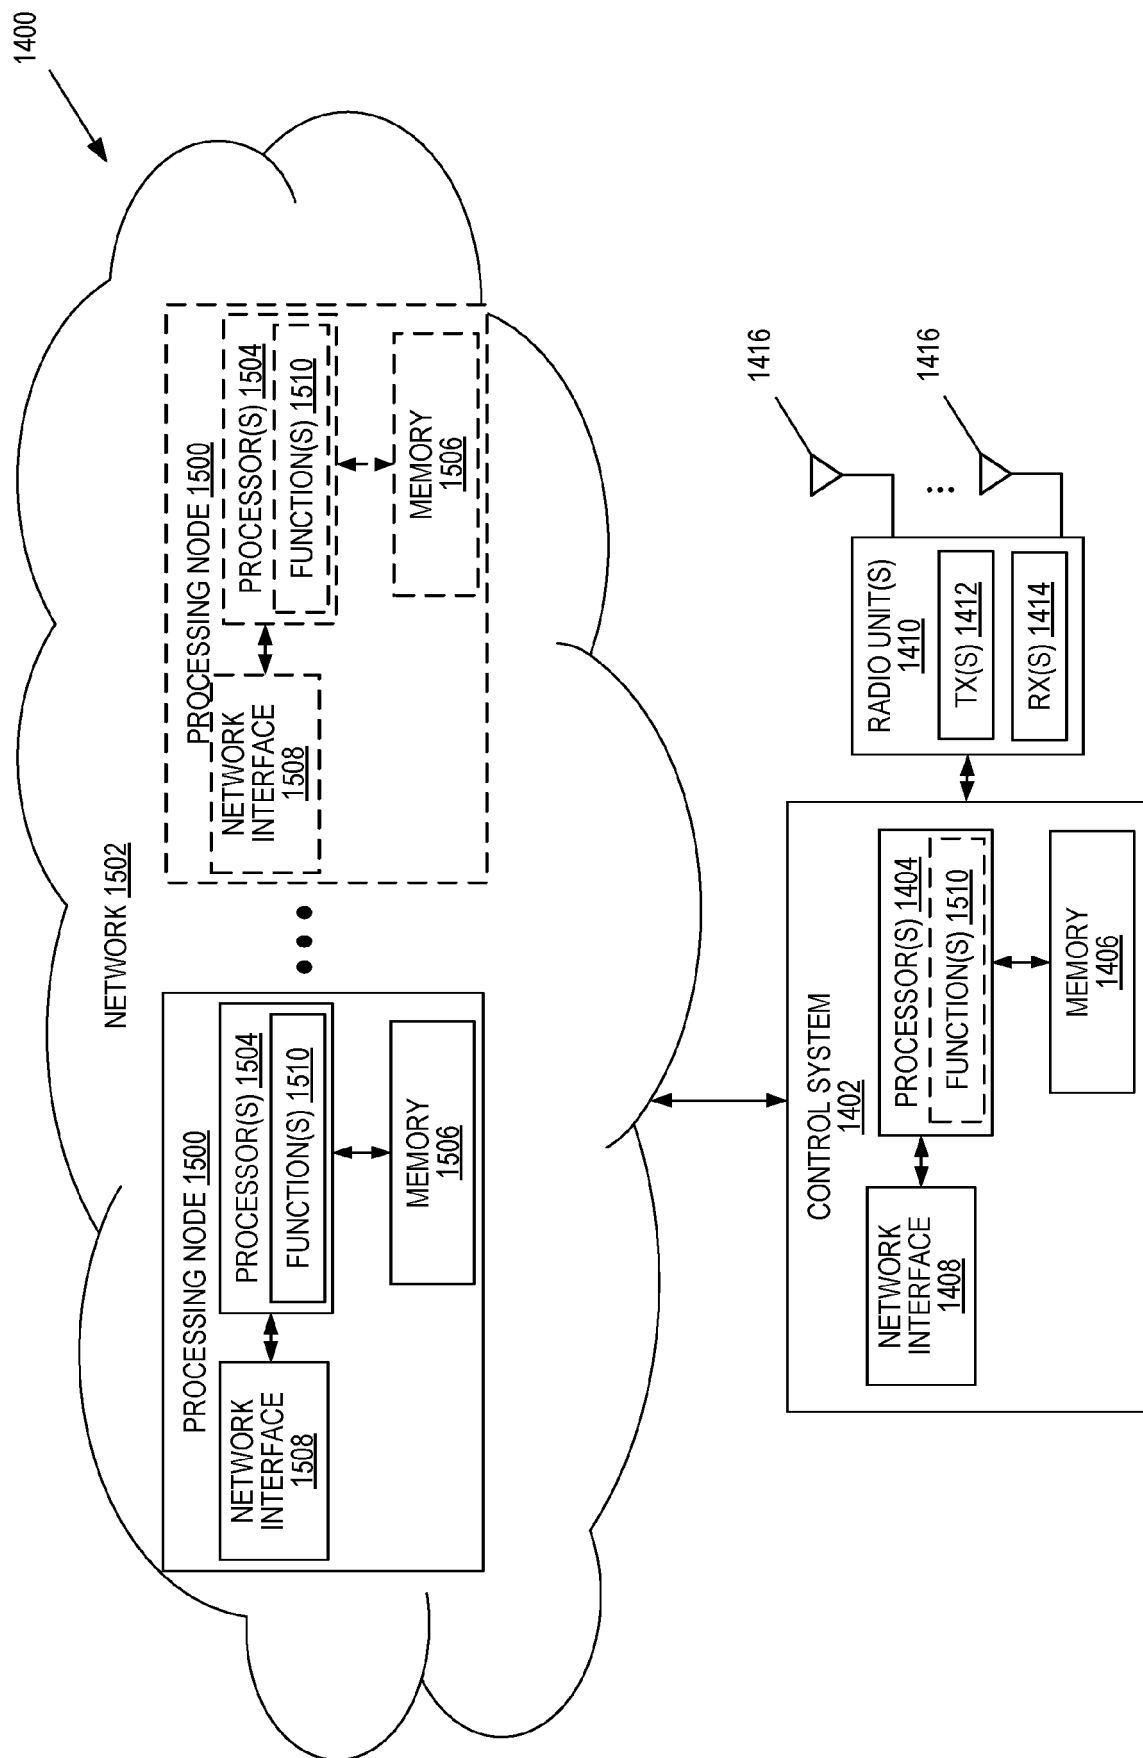 1400
NETWORK 1502
PROCESSING NODE 1500
NETWORK
INTERFACE
1508
PROCESSOR(S) 1504
FUNCTION(S) 1510
MEMORY
1506
PROCESSING NODE 1500
NETWORK
INTERFACE
1508
PROCESSOR(S) 1504
FUNCTION(S) 1510
MEMORY
1506
CONTROL SYSTEM
1402
NETWORK
INTERFACE
1408
PROCESSOR(S) 1404
FUNCTION(S) 1510
MEMORY
1406
RADIO UNIT(S)
1410
TX(S) 1412
RX(S) 1414
1416
...
1416